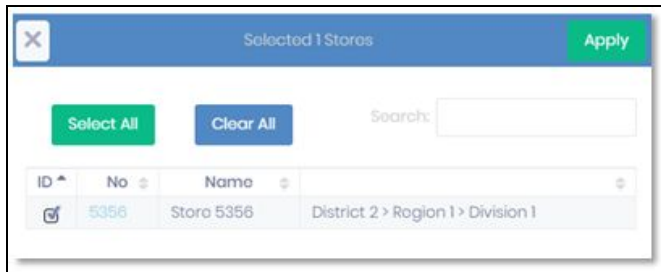 Selected 1 Stores Apply
Select All Clear All Search:
ID No Name
5356 Store 5356 District 2 > Region 1 > Division 1